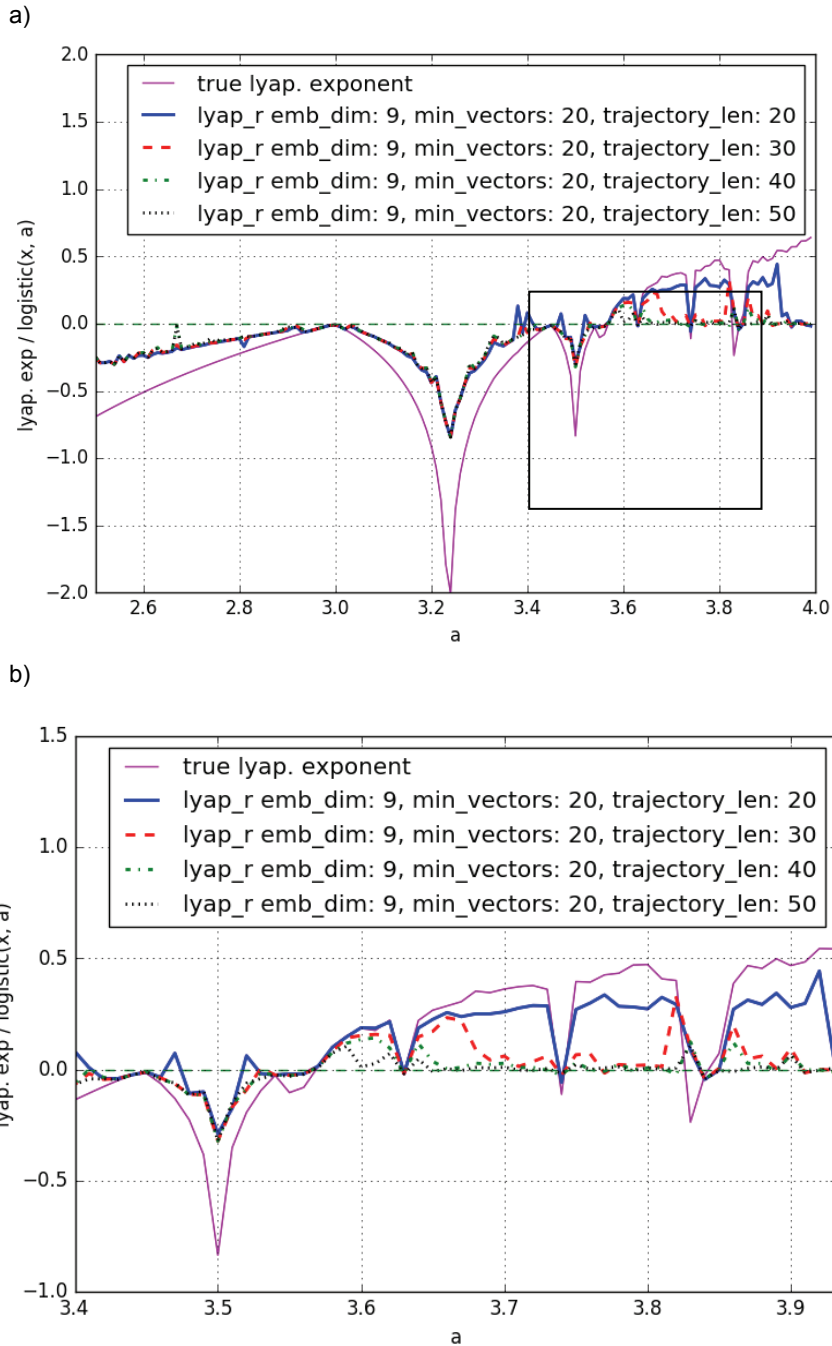 a)
2.0
1.5
1.0
0.5
0.0
−0.5
−1.0
−1.5
−2.0
lyap. exp / logistic(x, a)
true lyap. exponent
lyap_r emb_dim: 9, min_vectors: 20, trajectory_len: 20
lyap_r emb_dim: 9, min_vectors: 20, trajectory_len: 30
lyap_r emb_dim: 9, min_vectors: 20, trajectory_len: 40
lyap_r emb_dim: 9, min_vectors: 20, trajectory_len: 50
2.6 2.8 3.0 3.2 3.4 3.6 3.8 4.0
a
b)
1.5
1.0
0.5
0.0
−0.5
−1.0
lyap. exp / logistic(x, a)
true lyap. exponent
lyap_r emb_dim: 9, min_vectors: 20, trajectory_len: 20
lyap_r emb_dim: 9, min_vectors: 20, trajectory_len: 30
lyap_r emb_dim: 9, min_vectors: 20, trajectory_len: 40
lyap_r emb_dim: 9, min_vectors: 20, trajectory_len: 50
3.4 3.5 3.6 3.7 3.8 3.9
a